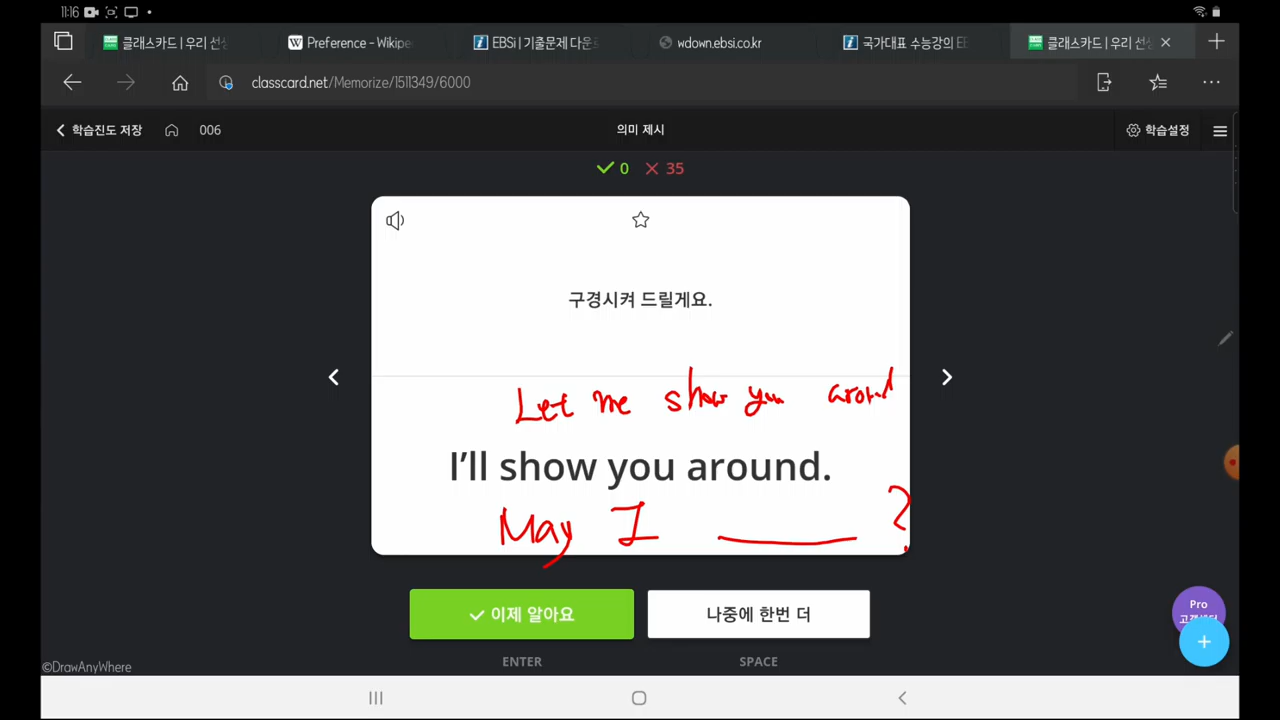 11:16
클래스카드 | 우리 선생
W Preference - Wikipe
EBSi | 기출문제 다운로
wdown.ebsi.co.kr
국가대표 수능강의 EB
클래스카드 | 우리 선생
classcard.net/Memorize/1511349/6000
학습진도 저장 006 의미 제시 학습설정
0 35
구경시켜 드릴게요.
Let me show you around
I'll show you around.
May I ______ ?
이제 알아요 나중에 한번 더
ENTER SPACE
Pro
©DrawAnyWhere